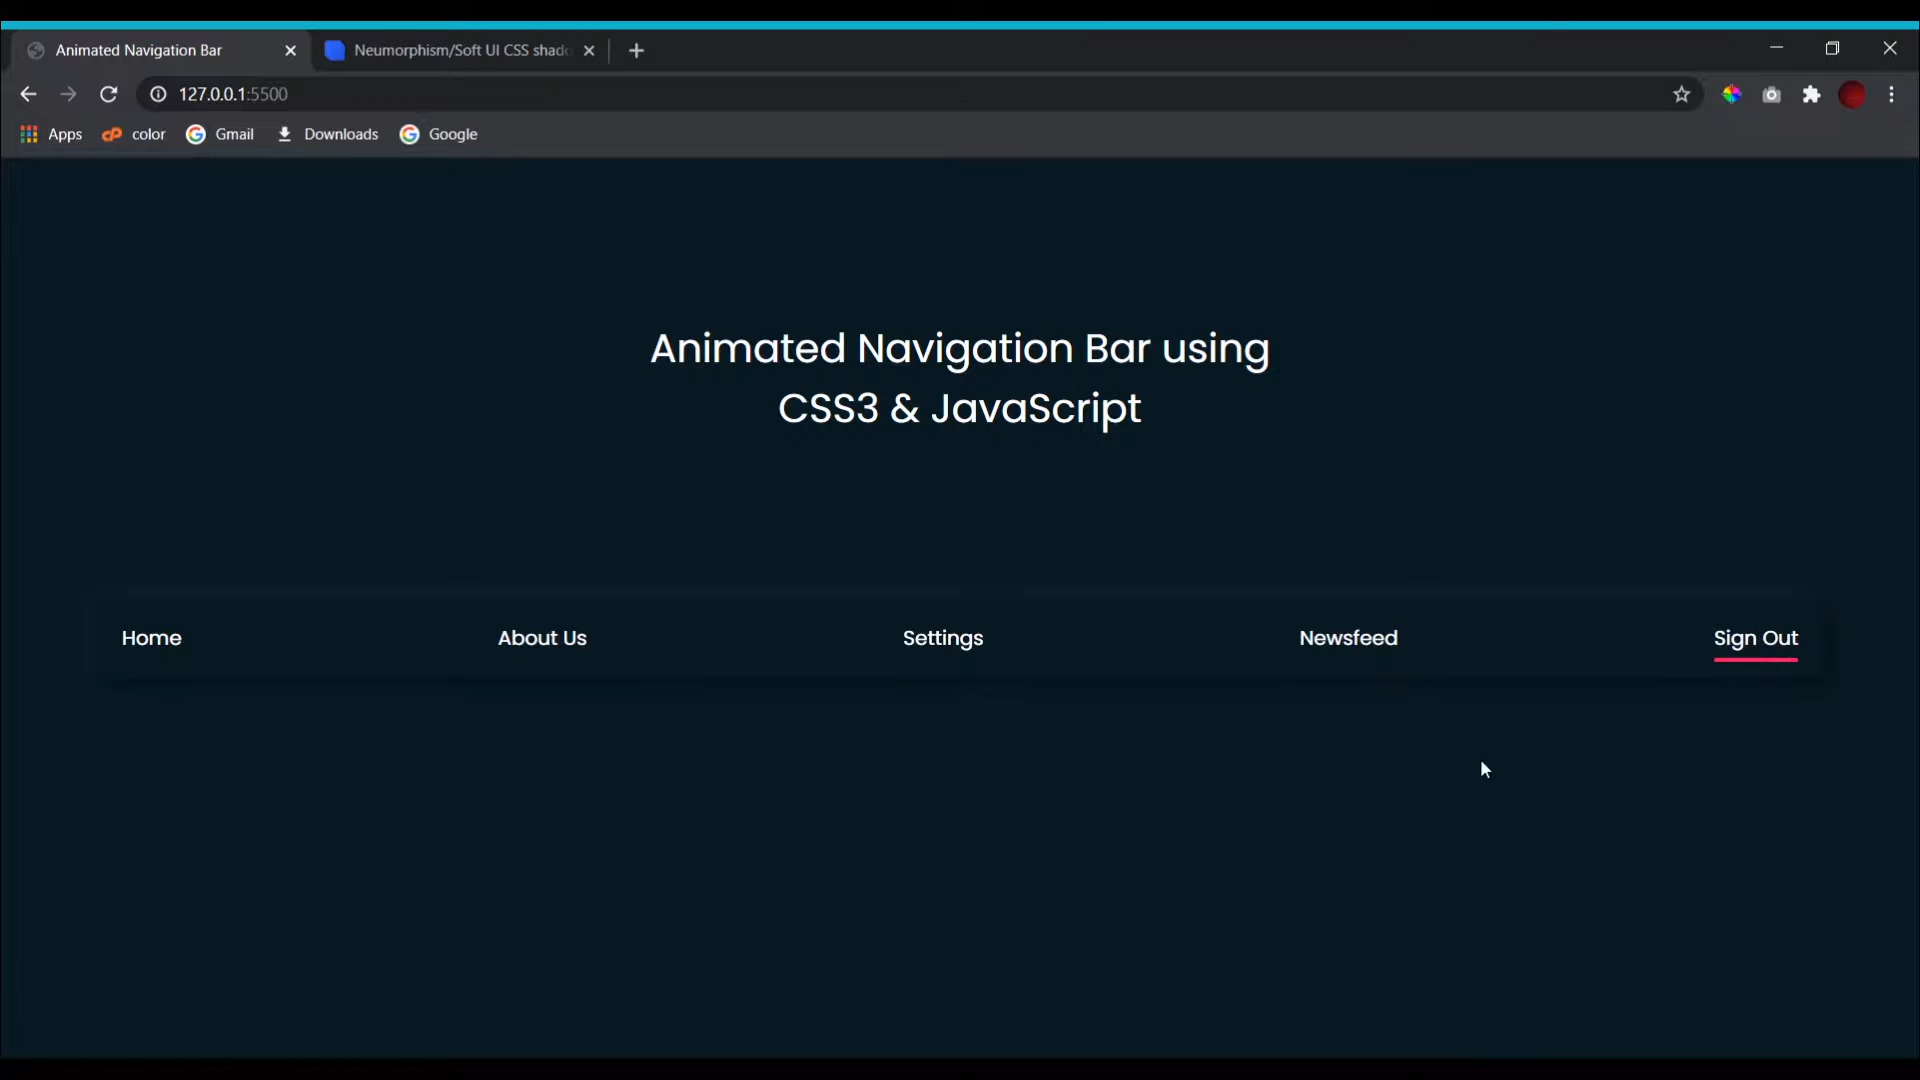 Animated Navigation Bar
Neumorphism/Soft UI CSS shado
127.0.0.1:5500
Apps
color
Gmail
Downloads
Google
Animated Navigation Bar using
CSS3 & JavaScript
Home
About Us
Settings
Newsfeed
Sign Out